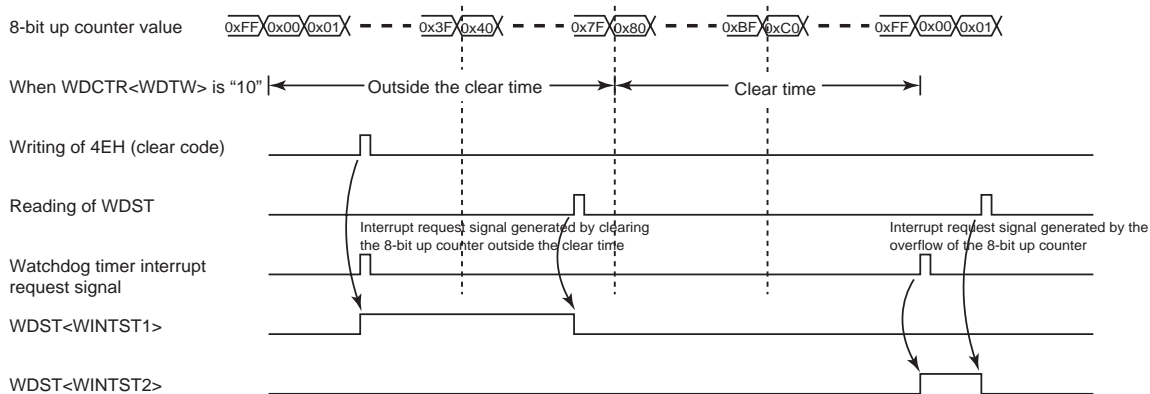 8-bit up counter value 0xFF 0x00 0x01 0x3F 0x40 0x7F 0x80 0xBF 0xC0 0xFF 0x00 0x01
When WDCTR<WDTW> is “10” Outside the clear time Clear time
Writing of 4EH (clear code)
Reading of WDST
Interrupt request signal generated by clearing
the 8-bit up counter outside the clear time
Interrupt request signal generated by the
overflow of the 8-bit up counter
Watchdog timer interrupt
request signal
WDST<WINTST1>
WDST<WINTST2>